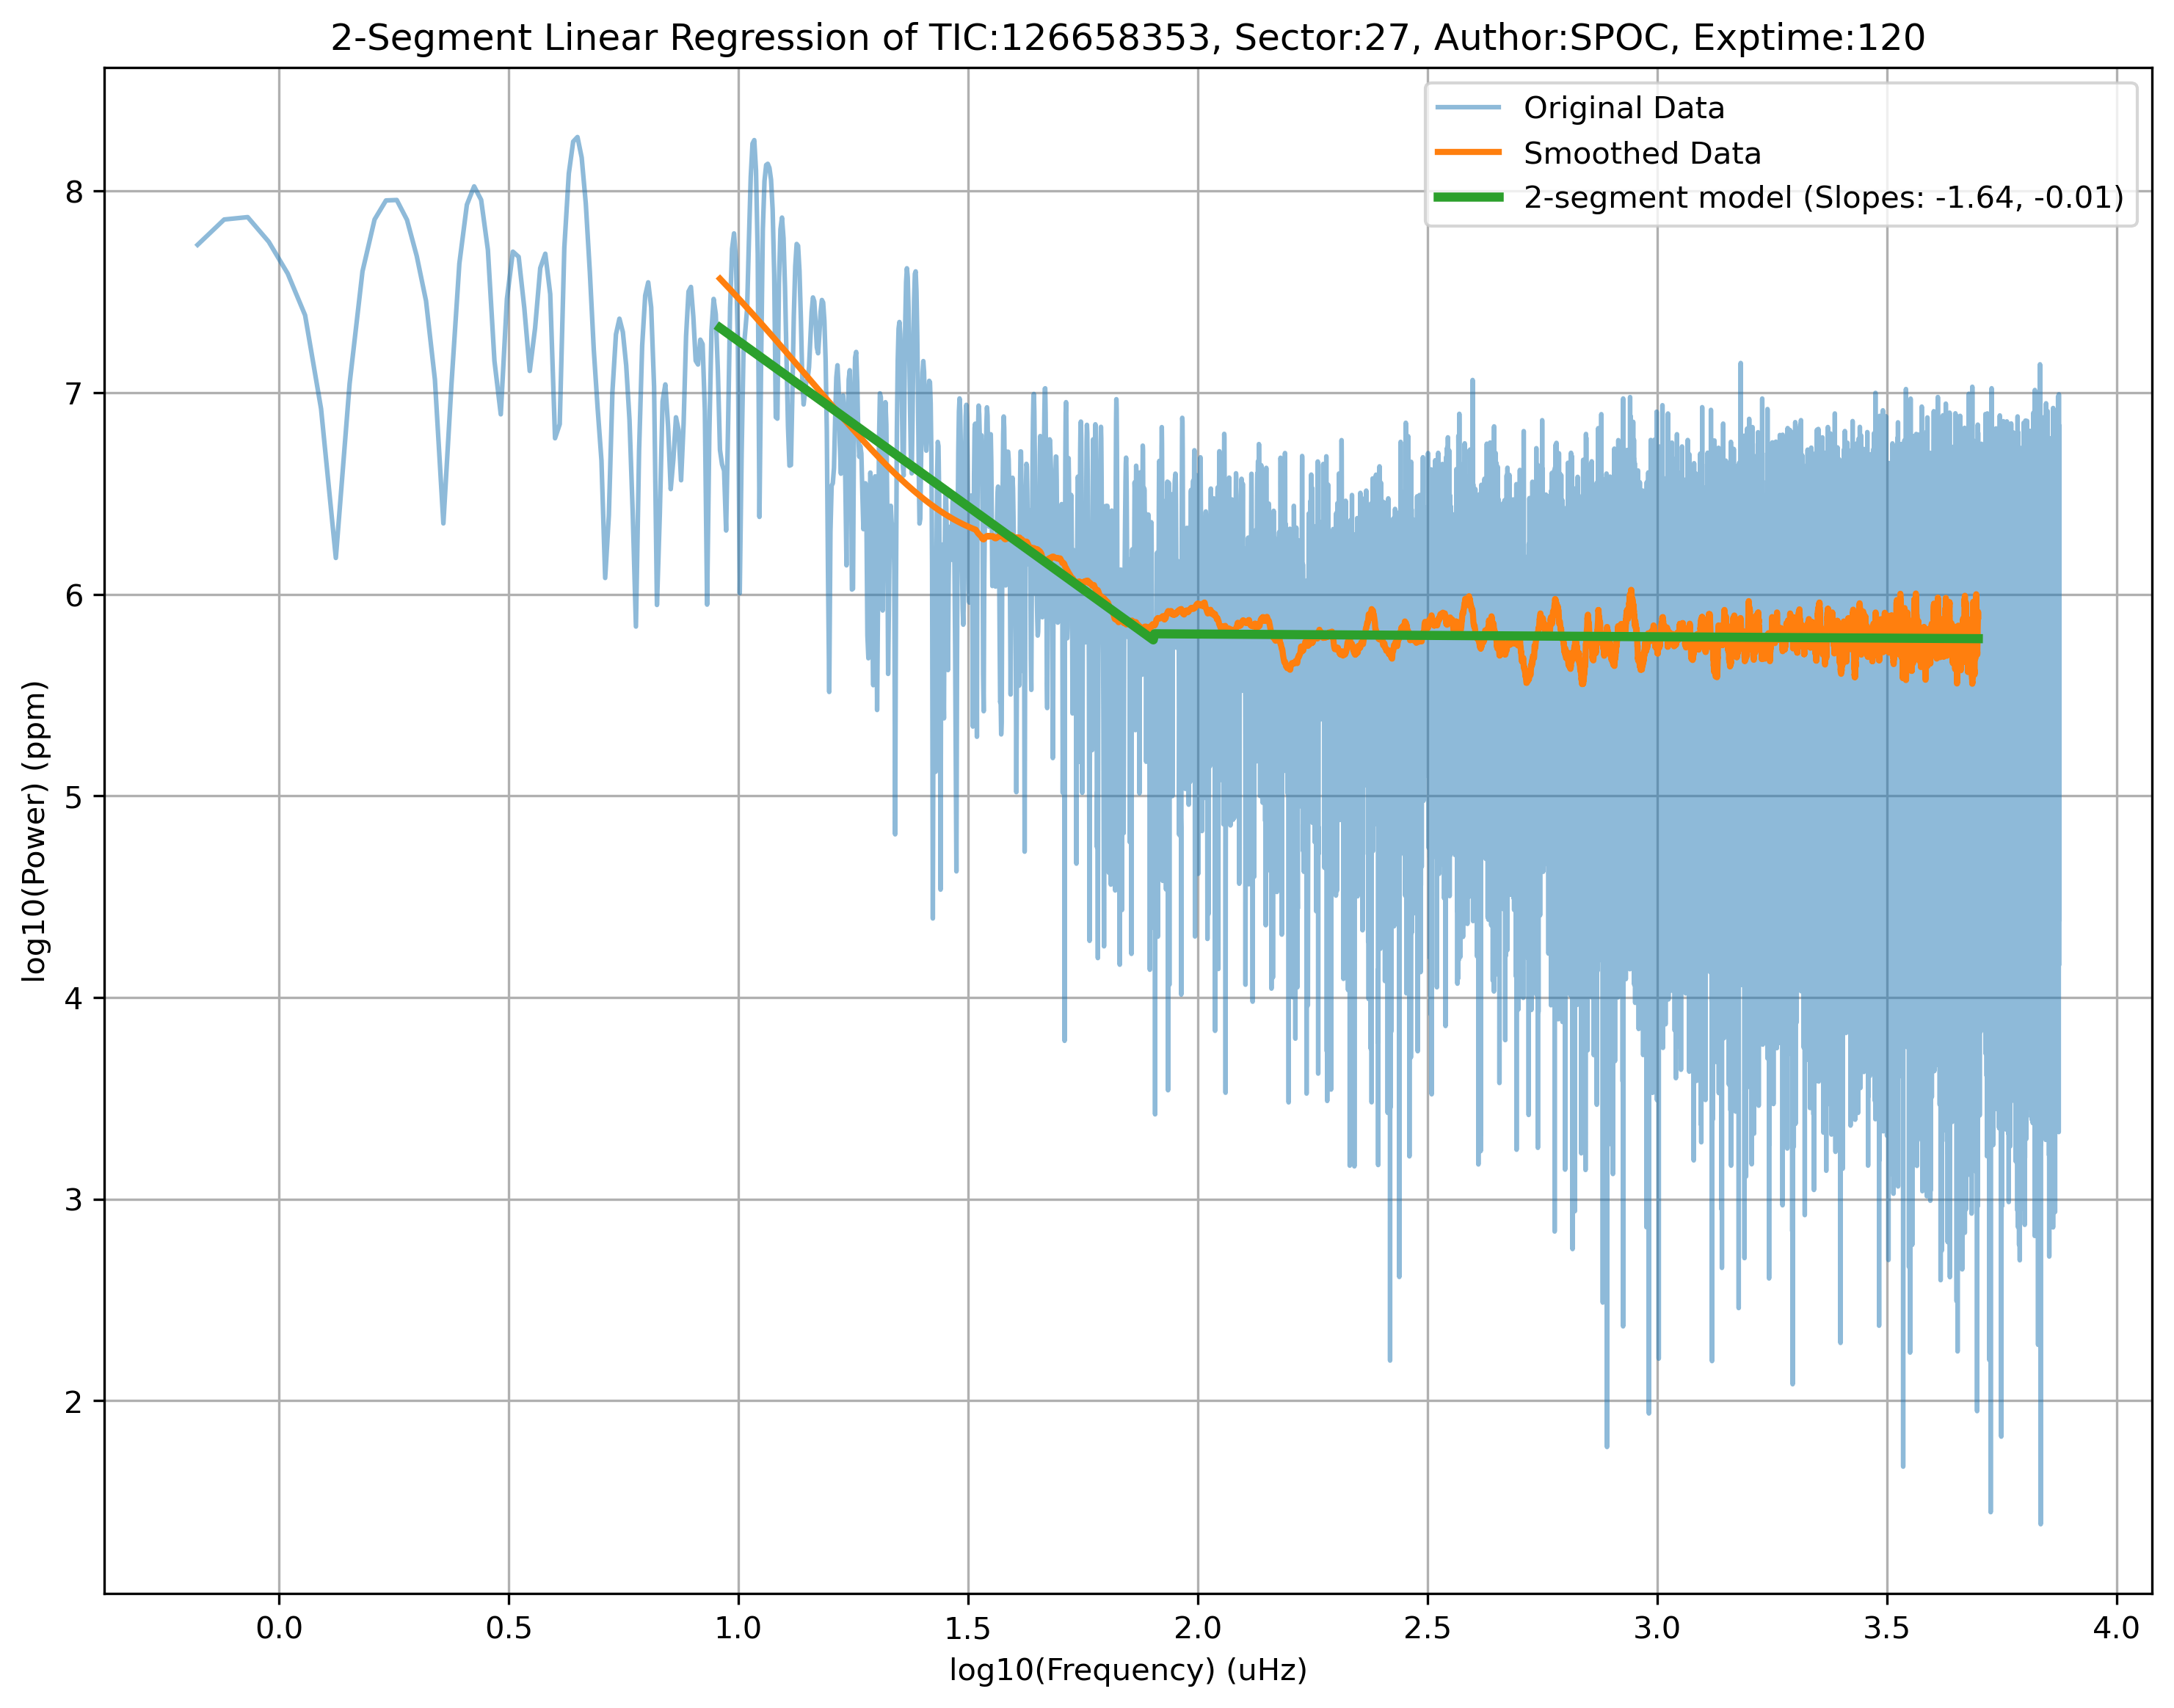 2-Segment Linear Regression of TIC:126658353, Sector:27, Author:SPOC, Exptime:120
Original Data
Smoothed Data
2-segment model (Slopes: -1.64, -0.01)
log10(Power) (ppm)
8
7
6
5
4
3
2
0.0 0.5 1.0 1.5 2.0 2.5 3.0 3.5 4.0
log10(Frequency) (uHz)